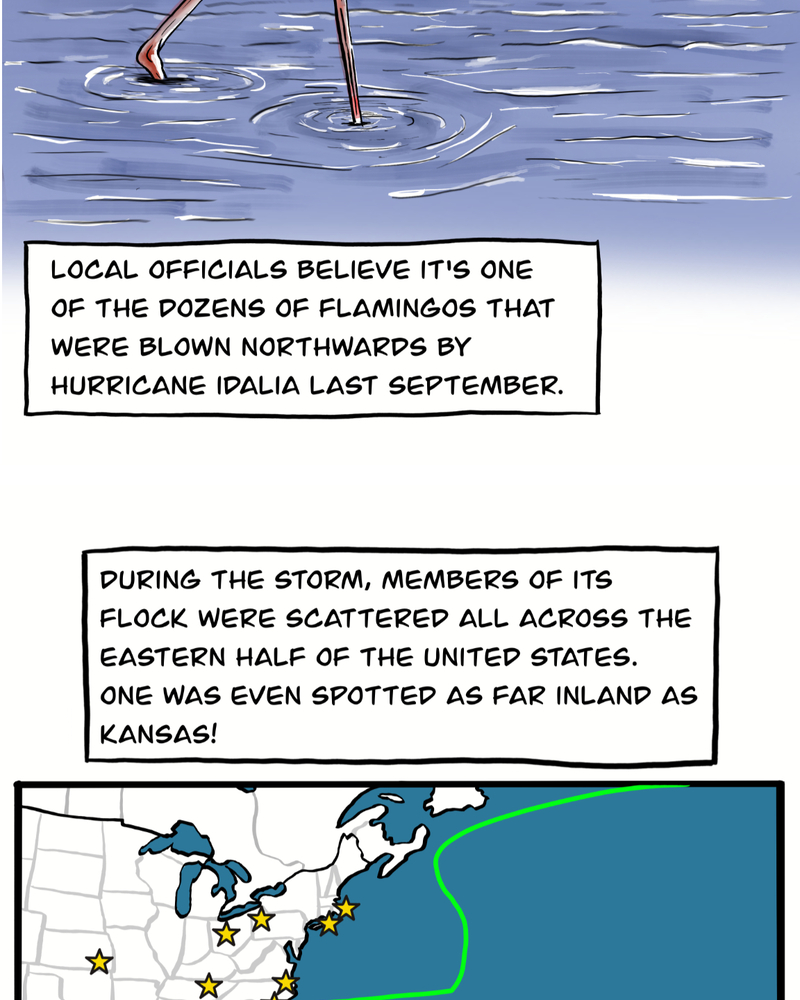 LOCAL OFFICIALS BELIEVE IT'S ONE
OF THE DOZENS OF FLAMINGOS THAT
WERE BLOWN NORTHWARDS BY
HURRICANE IDALIA LAST SEPTEMBER.
DURING THE STORM, MEMBERS OF ITS
FLOCK WERE SCATTERED ALL ACROSS THE
EASTERN HALF OF THE UNITED STATES.
ONE WAS EVEN SPOTTED AS FAR INLAND AS
KANSAS!